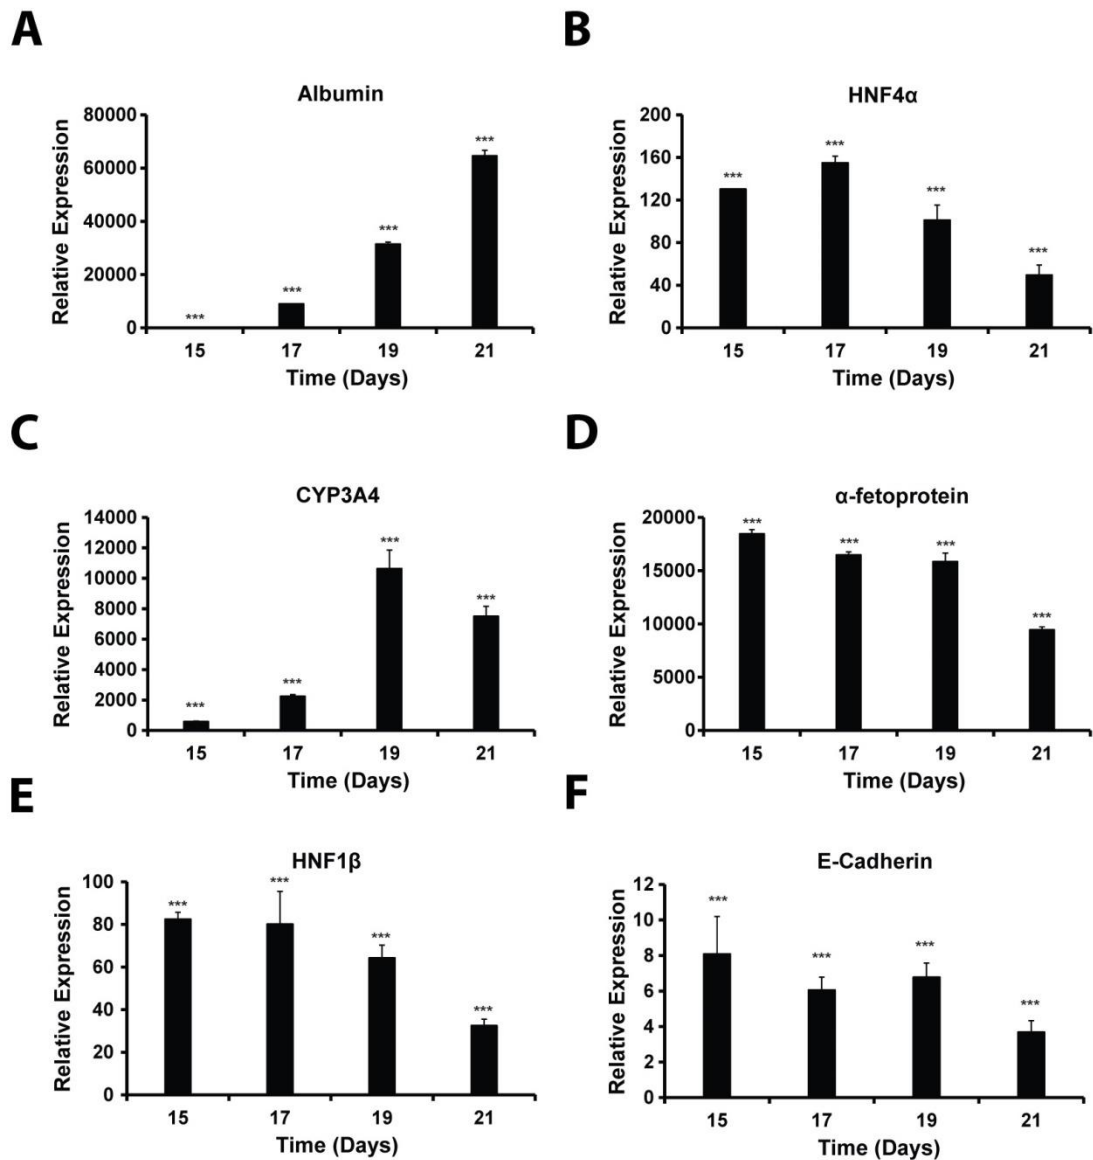 A
Albumin
Relative Expression
80000
60000
40000
20000
0
***
***
***
***
15 17 19 21
Time (Days)
B
HNF4α
Relative Expression
200
160
120
80
40
0
***
***
***
***
15 17 19 21
Time (Days)
C
CYP3A4
Relative Expression
14000
12000
10000
8000
6000
4000
2000
0
***
***
***
***
15 17 19 21
Time (Days)
D
α-fetoprotein
Relative Expression
20000
15000
10000
5000
0
***
***
***
***
15 17 19 21
Time (Days)
E
HNF1β
Relative Expression
100
80
60
40
20
0
***
***
***
***
15 17 19 21
Time (Days)
F
E-Cadherin
Relative Expression
12
10
8
6
4
2
0
***
***
***
***
15 17 19 21
Time (Days)